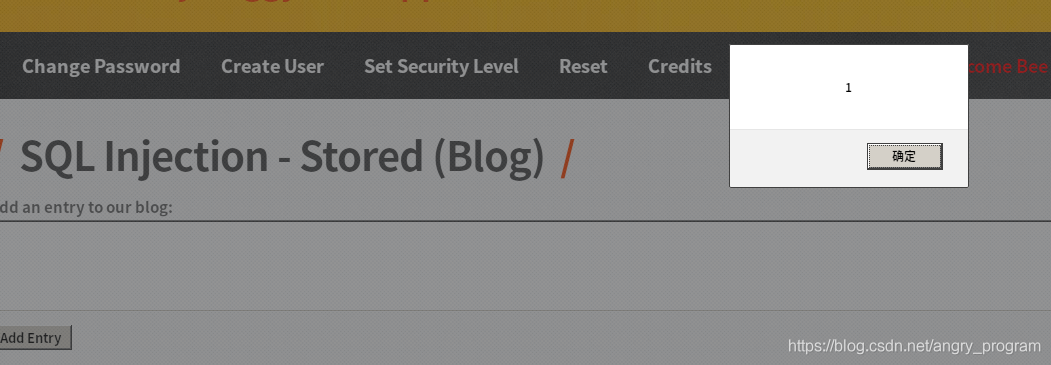 Change Password Create User Set Security Level Reset Credits come Bee
1
确定
/ SQL Injection - Stored (Blog) /
dd an entry to our blog:
Add Entry
https://blog.csdn.net/angry_program